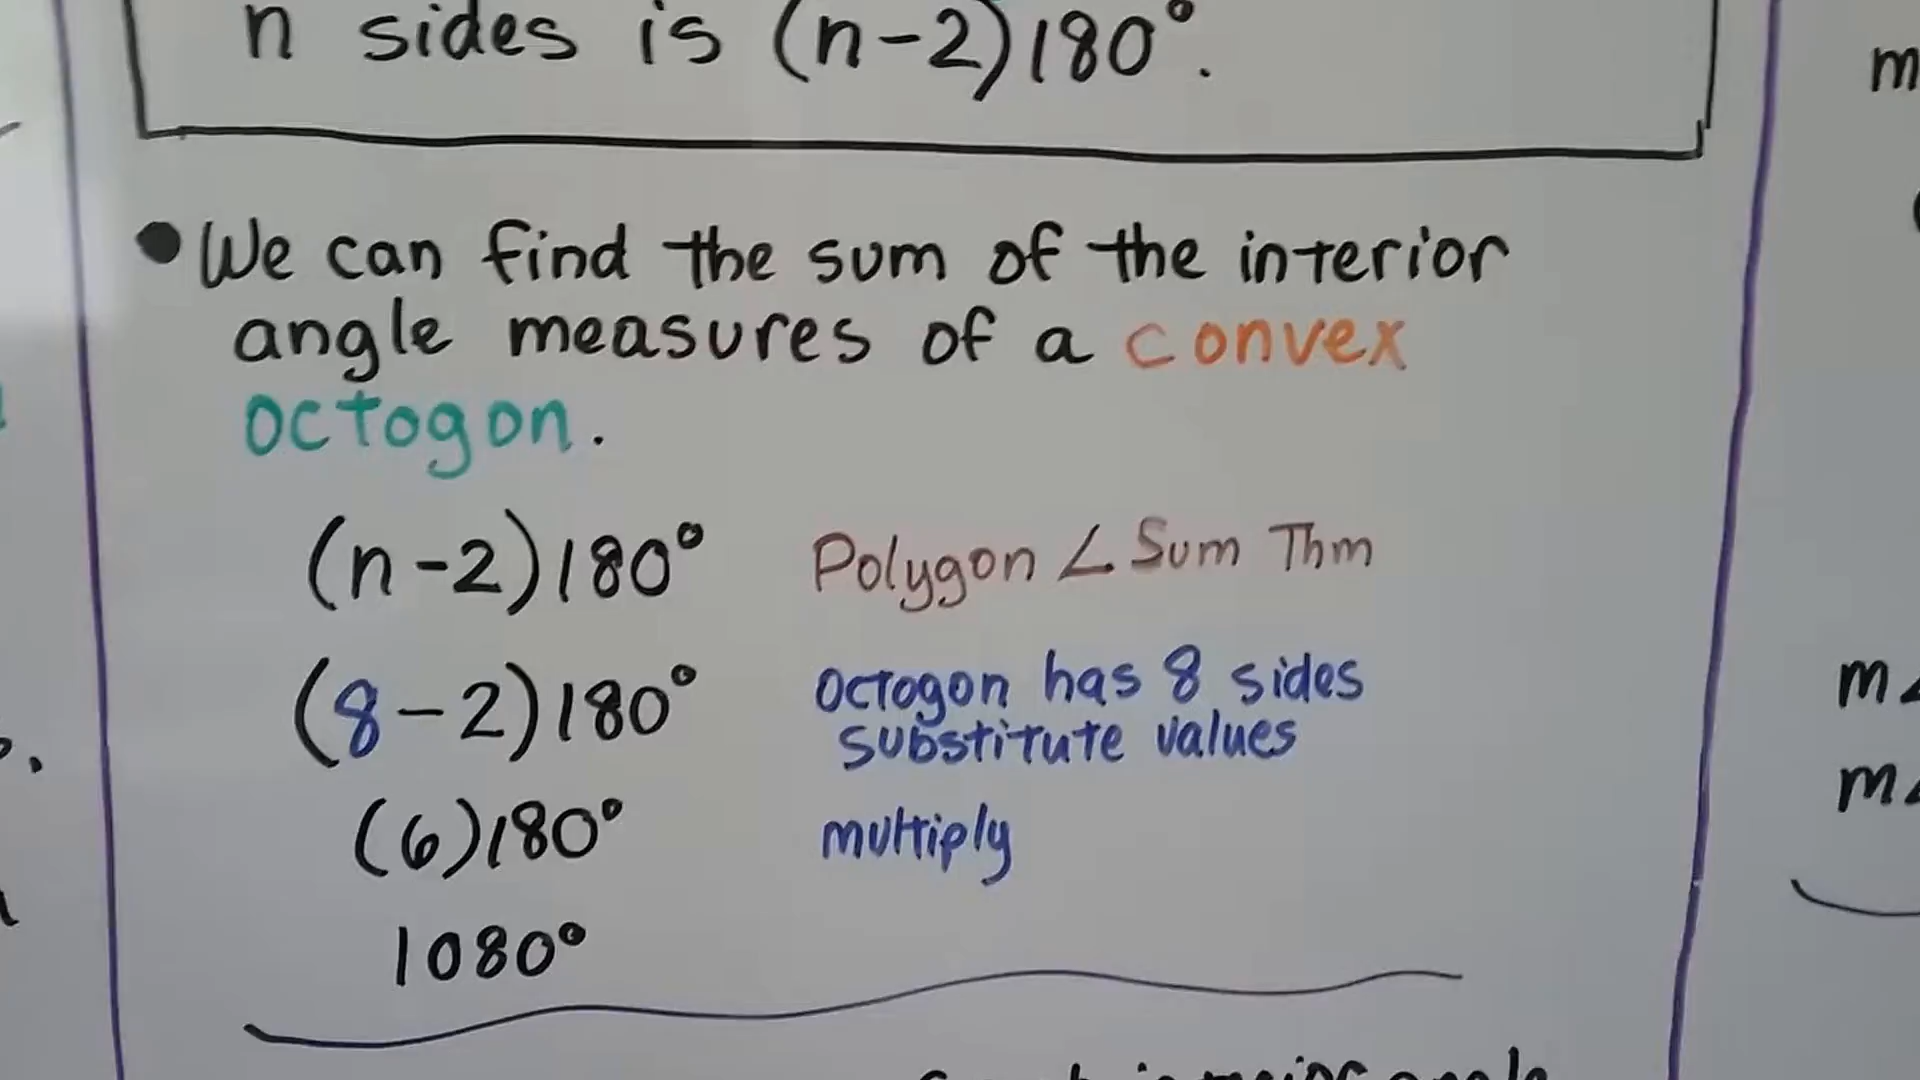 n sides is (n-2)180°.
• We can find the sum of the interior
angle measures of a convex
octogon.
(n-2)180° Polygon ∠ Sum Thm
(8-2)180° octogon has 8 sides
substitute values
(6)180° multiply
1080°
m
m∠
m∠